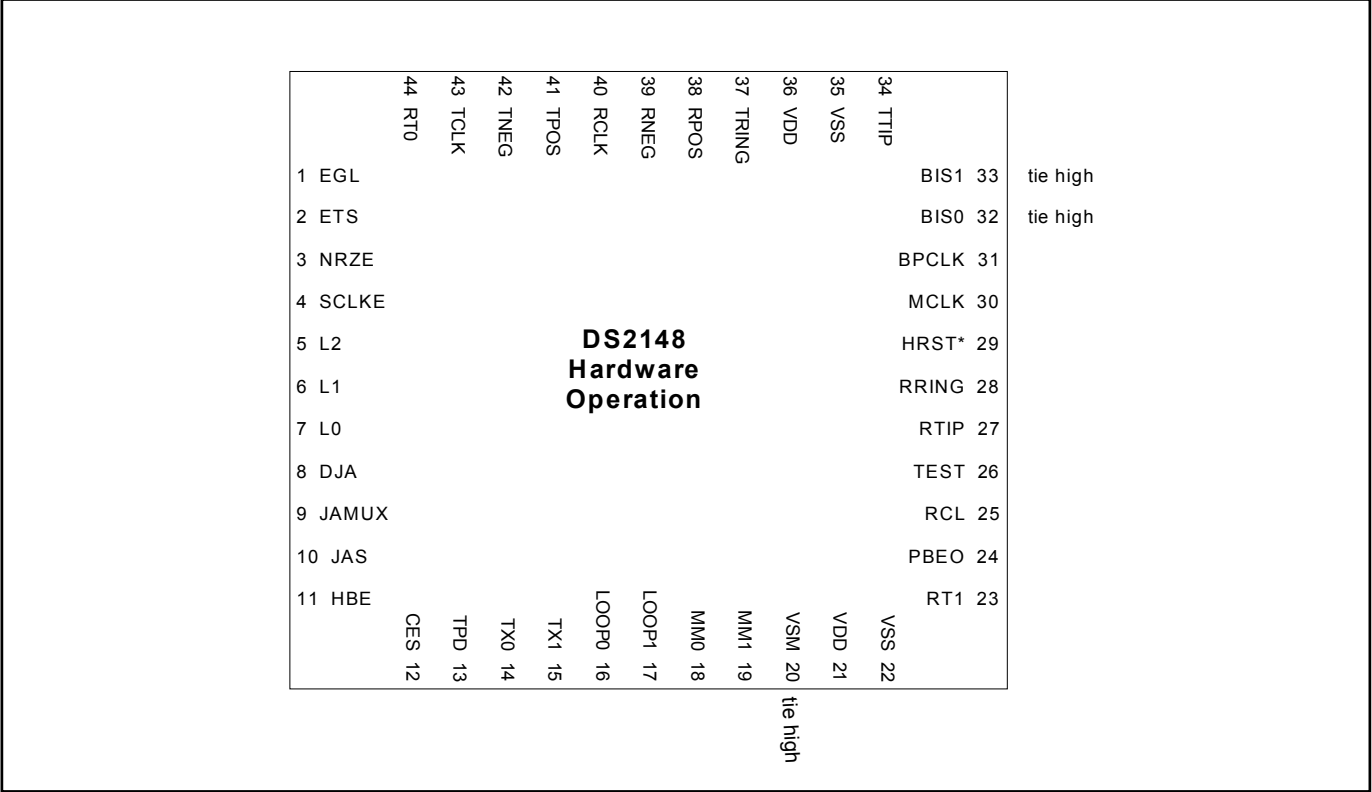 44 RT0
43 TCLK
42 TNEG
41 TPOS
40 RCLK
39 RNEG
38 RPOS
37 TRING
36 VDD
35 VSS
34 TTIP
1 EGL
2 ETS
3 NRZE
4 SCLKE
5 L2
6 L1
7 L0
8 DJA
9 JAMUX
10 JAS
11 HBE
DS2148
Hardware
Operation
BIS1 33 tie high
BIS0 32 tie high
BPCLK 31
MCLK 30
HRST* 29
RRING 28
RTIP 27
TEST 26
RCL 25
PBEO 24
RT1 23
CES 12
TPD 13
TX0 14
TX1 15
LOOP0 16
LOOP1 17
MM0 18
MM1 19
VSM 20 tie high
VDD 21
VSS 22